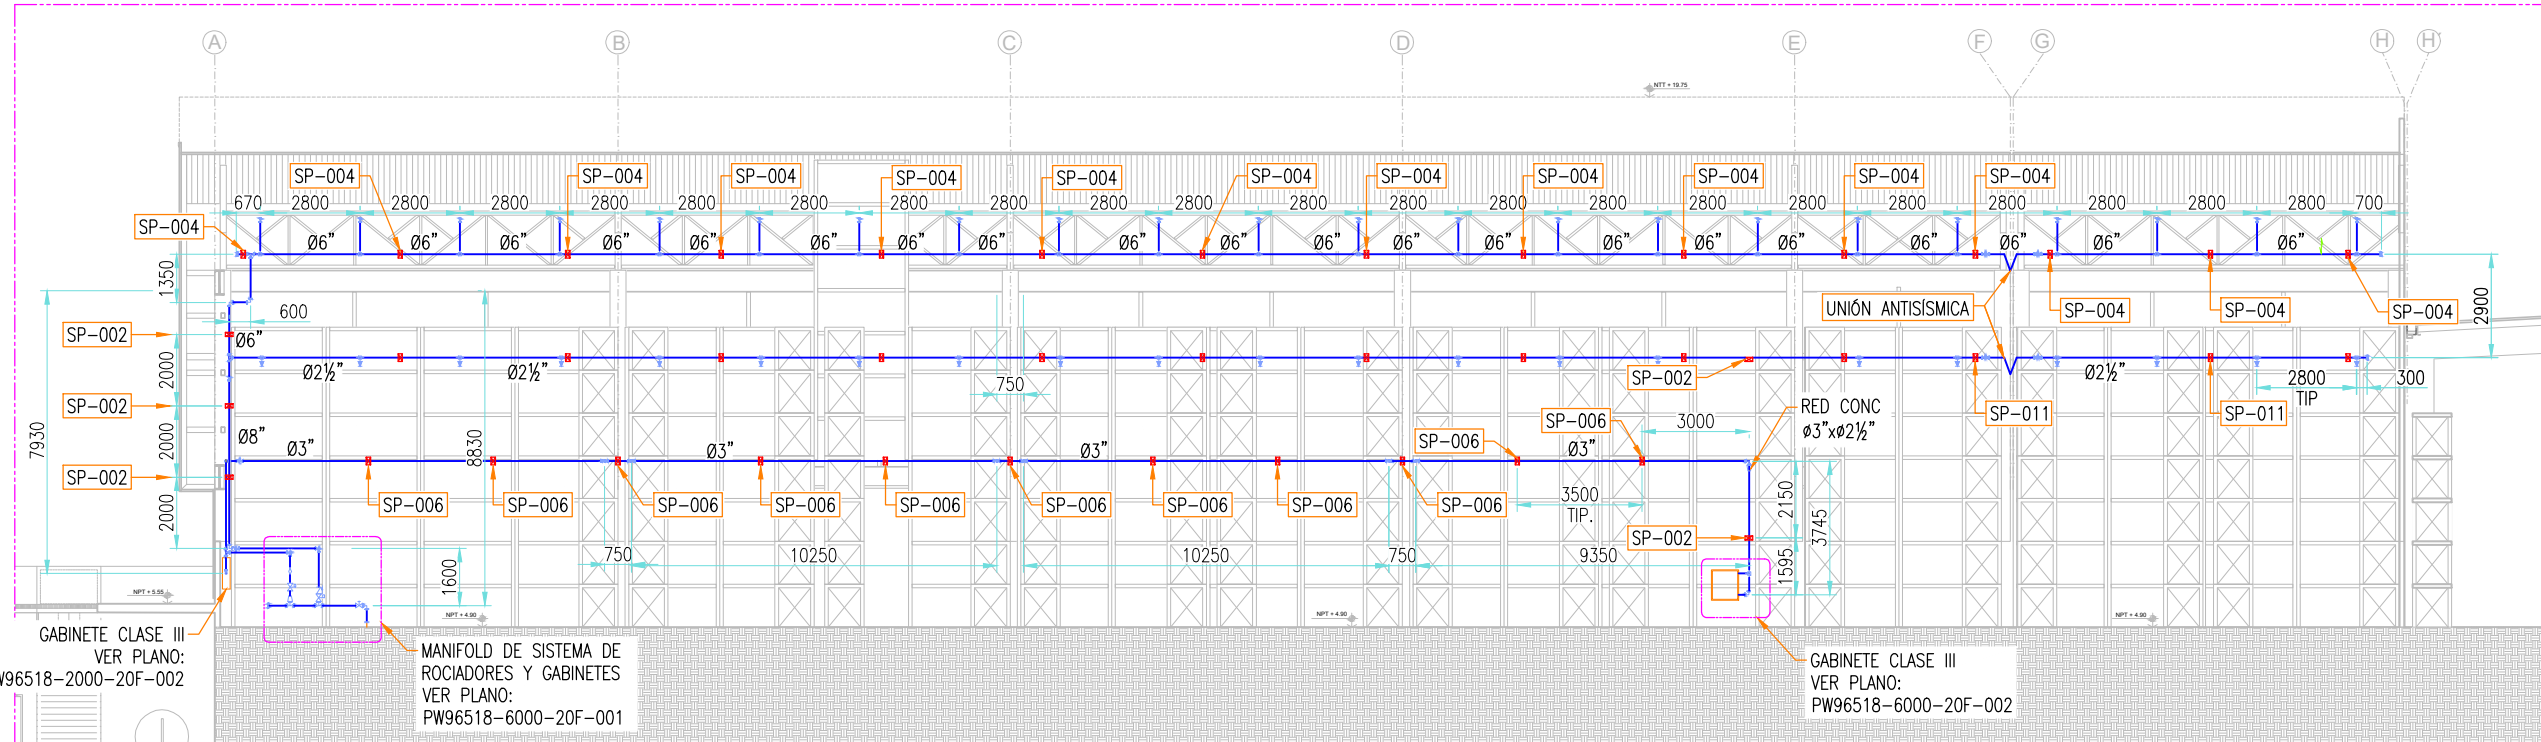 A B C D E F G H H'
NTT + 19.75
SP-004 SP-004 SP-004 SP-004 SP-004 SP-004 SP-004 SP-004 SP-004 SP-004 SP-004
670 2800 2800 2800 2800 2800 2800 2800 2800 2800 2800 2800 2800 2800 2800 2800 2800 2800 2800 2800 2800 2800 700
SP-004
Ø6" Ø6" Ø6" Ø6" Ø6" Ø6" Ø6" Ø6" Ø6" Ø6" Ø6" Ø6" Ø6" Ø6" Ø6" Ø6" Ø6" Ø6" Ø6" Ø6"
1350
600
UNIÓN ANTISÍSMICA
SP-004 SP-004 SP-004
2900
SP-002
Ø6"
2000
Ø2½" Ø2½"
750
SP-002
Ø2½"
2800
TIP
300
SP-002
SP-011 SP-011
RED CONC
Ø3"xØ2½"
7930
Ø8"
2000
Ø3" 8830 Ø3" Ø3"
SP-006
SP-006
3000
Ø3"
SP-002
SP-006 SP-006 SP-006 SP-006 SP-006 SP-006 SP-006 SP-006 SP-006
3500
TIP.
2000
2150
3745
SP-002
1600
750 10250 10250 750 9350
1595
NPT + 5.55
NPT + 4.90
NPT + 4.90
NPT + 4.90
GABINETE CLASE III
VER PLANO:
W96518-2000-20F-002
MANIFOLD DE SISTEMA DE
ROCIADORES Y GABINETES
VER PLANO:
PW96518-6000-20F-001
GABINETE CLASE III
VER PLANO:
PW96518-6000-20F-002